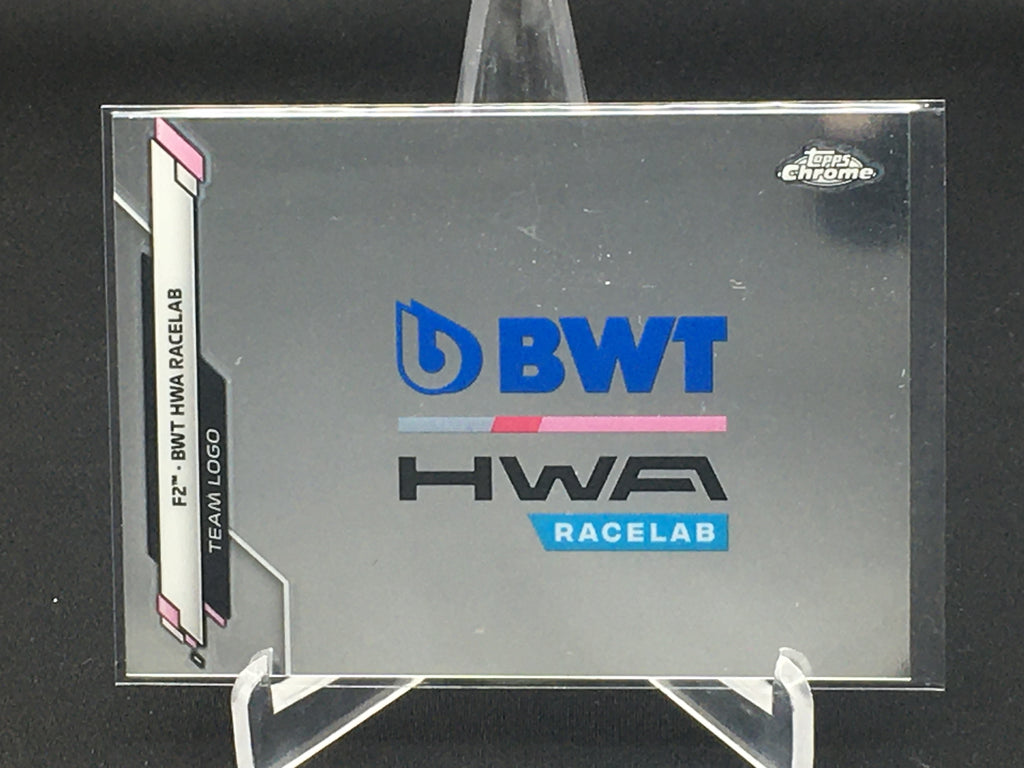 Topps
Chrome
F2™ · BWT HWA RACELAB
TEAM LOGO
BWT
HWA
RACELAB